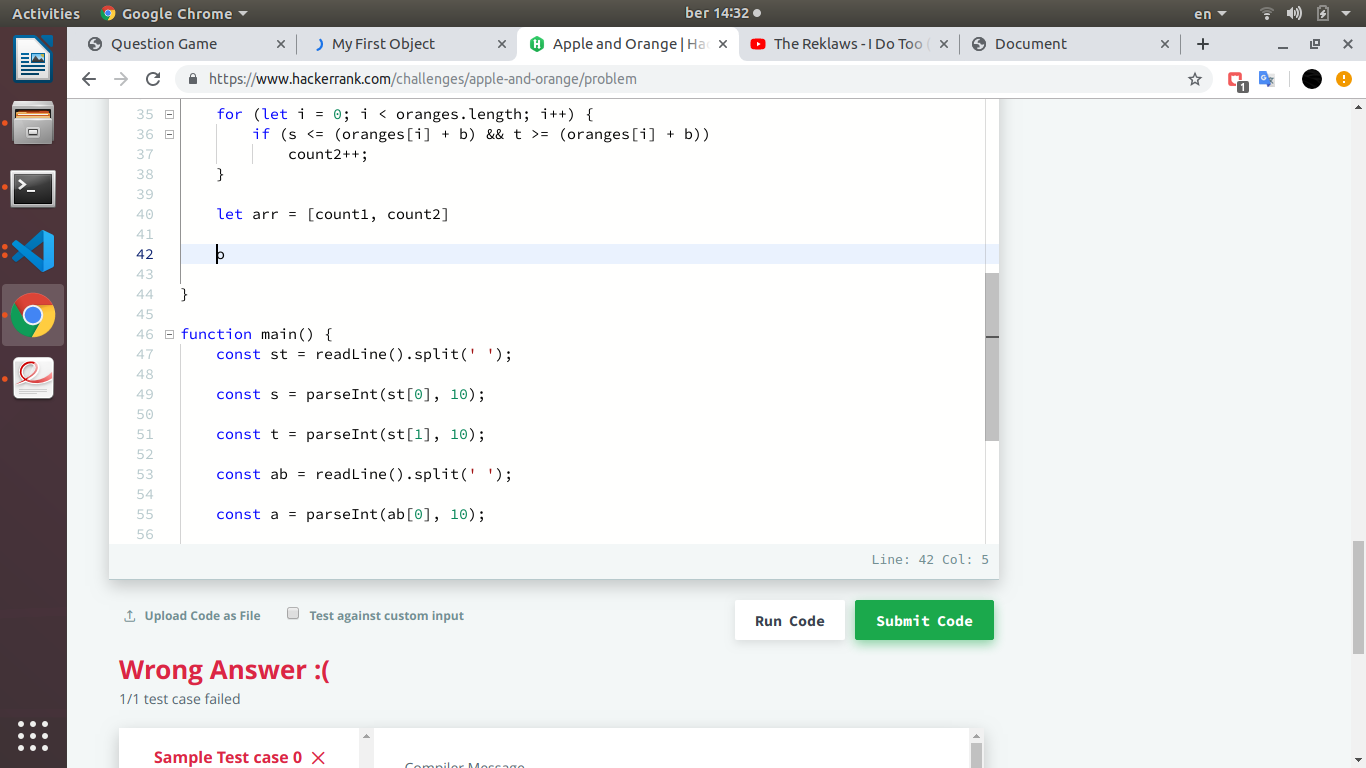 Activities Google Chrome ber 14:32 en
Question Game My First Object Apple and Orange | Ha The Reklaws - I Do Too ( Document
https://www.hackerrank.com/challenges/apple-and-orange/problem 1
35 for (let i = 0; i < oranges.length; i++) {
36 if (s <= (oranges[i] + b) && t >= (oranges[i] + b))
37 count2++;
38 }
39
40 let arr = [count1, count2]
41
42 o
43
44 }
45
46 function main() {
47 const st = readLine().split(' ');
48
49 const s = parseInt(st[0], 10);
50
51 const t = parseInt(st[1], 10);
52
53 const ab = readLine().split(' ');
54
55 const a = parseInt(ab[0], 10);
56
Line: 42 Col: 5
Upload Code as File Test against custom input Run Code Submit Code
Wrong Answer :(
1/1 test case failed
Sample Test case 0
Compiler Message